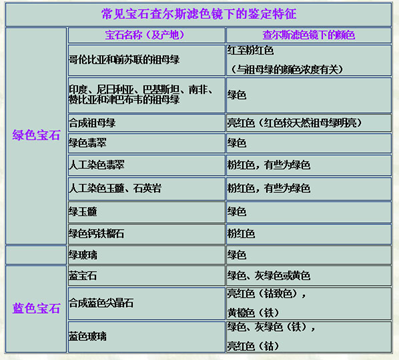 常见宝石查尔斯滤色镜下的鉴定特征
宝石名称（及产地）
查尔斯滤色镜下的颜色
绿色宝石
哥伦比亚和前苏联的祖母绿
红至粉红色
（与祖母绿的颜色浓度有关）
印度、尼日利亚、巴基斯坦、南非、
赞比亚和津巴布韦的祖母绿
绿色
合成祖母绿
亮红色（红色较天然祖母绿明亮）
绿色翡翠
绿色
人工染色翡翠
粉红色，有些为绿色
人工染色玉髓、石英岩
粉红色，有些为绿色
绿玉髓
绿色
绿色钙铁榴石
粉红色
绿玻璃
绿色
蓝色宝石
蓝宝石
绿色、灰绿色或黄色
合成蓝色尖晶石
亮红色（钴致色），
黄橙色（铁）
蓝色玻璃
绿色、灰绿色（铁），
亮红色（钴）